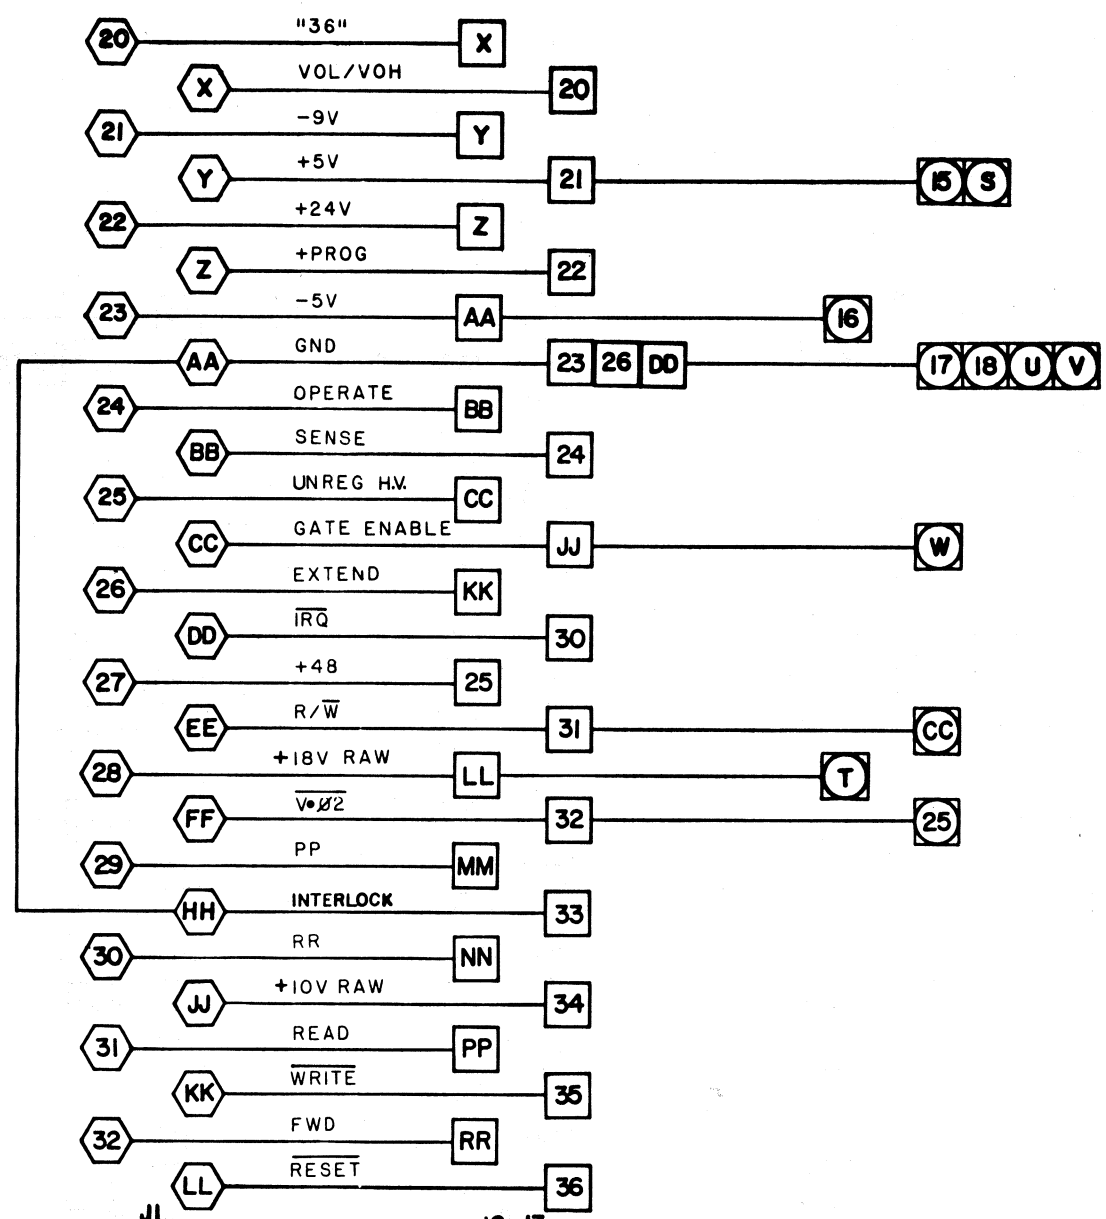 20 "36" X
X VOL/VOH 20
21 -9V Y
Y +5V 21 15 S
22 +24V Z
Z +PROG 22
23 -5V AA 16
AA GND 23 26 DD 17 18 U V
24 OPERATE BB
BB SENSE 24
25 UNREG H.V. CC
CC GATE ENABLE JJ W
26 EXTEND KK
DD I̅R̅Q̅ 30
27 +48 25
EE R/W̅ 31 CC
28 +18V RAW LL T
FF V̅•̅Ø̅2̅ 32 25
29 PP MM
HH INTERLOCK 33
30 RR NN
JJ +10V RAW 34
31 READ PP
KK W̅R̅I̅T̅E̅ 35
32 FWD RR
LL R̅E̅S̅E̅T̅ 36
J1